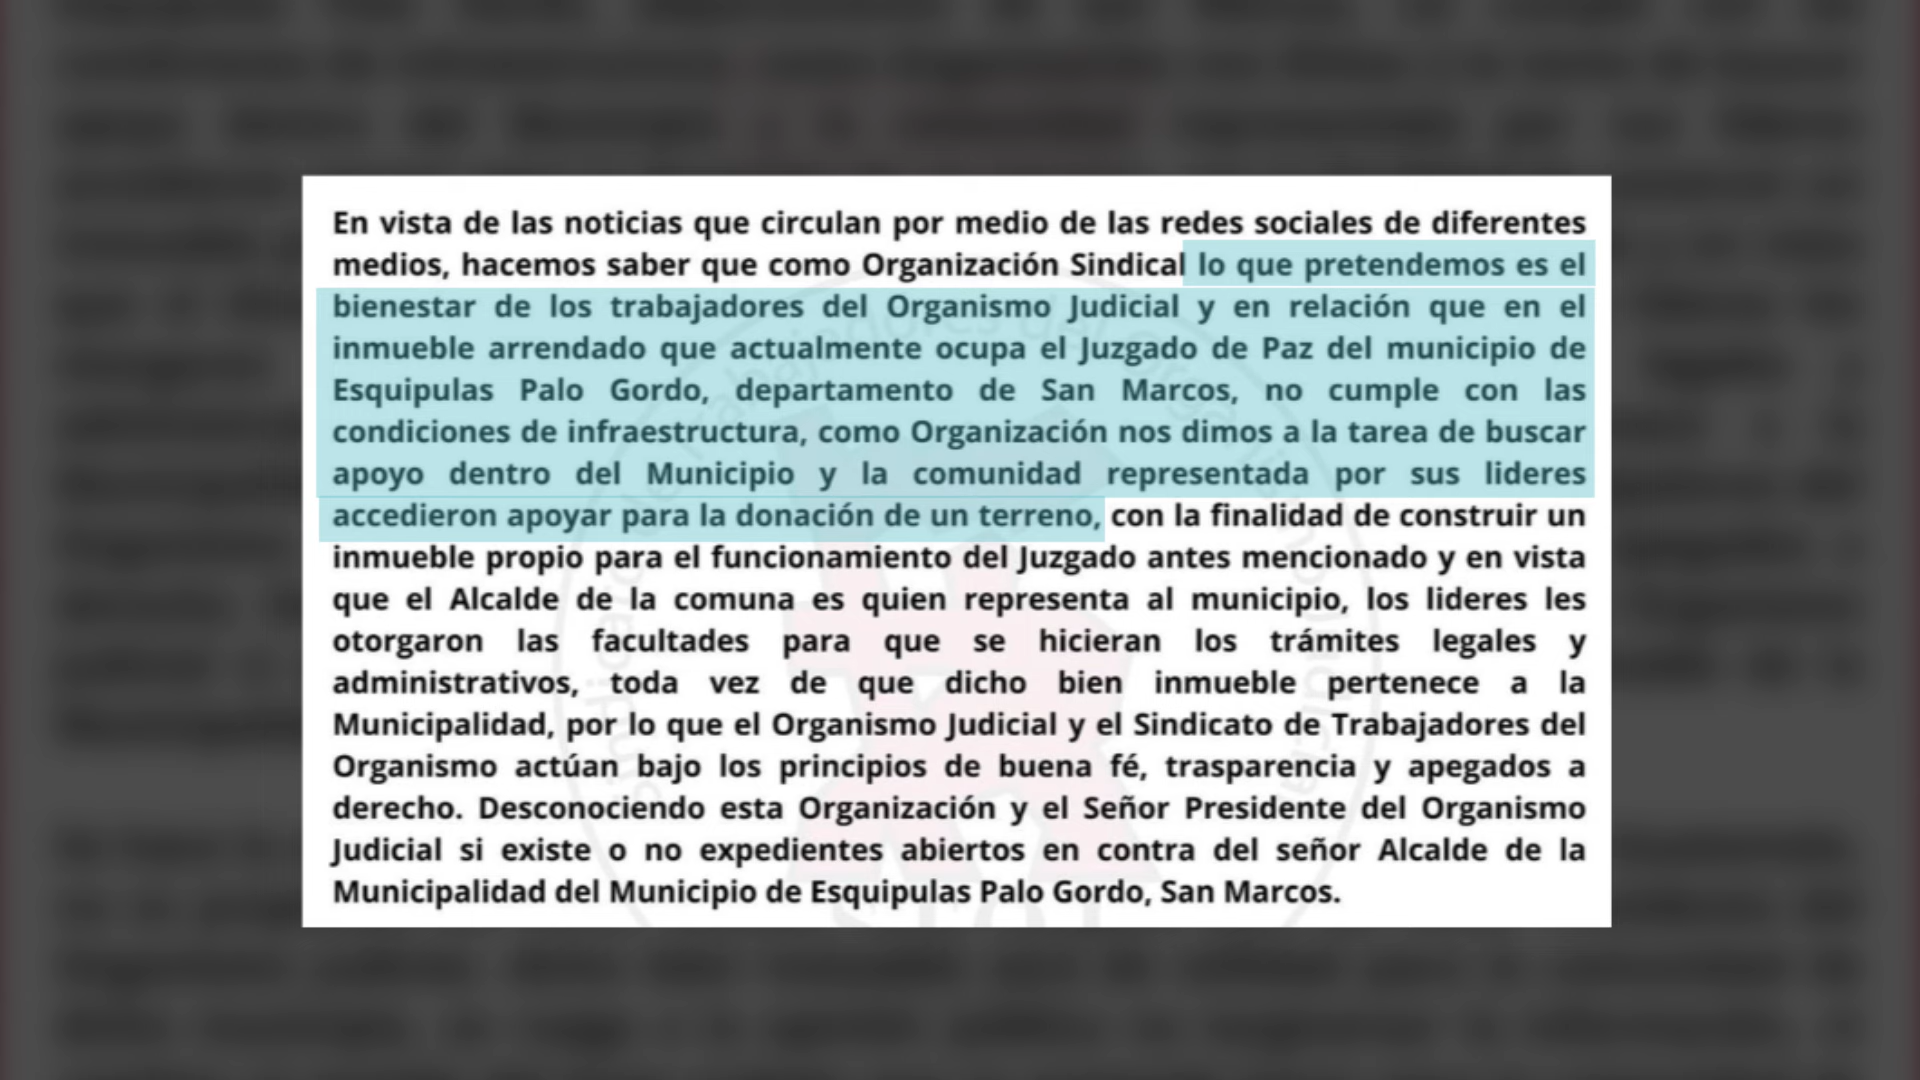 En vista de las noticias que circulan por medio de las redes sociales de diferentes
medios, hacemos saber que como Organización Sindical lo que pretendemos es el
bienestar de los trabajadores del Organismo Judicial y en relación que en el
inmueble arrendado que actualmente ocupa el Juzgado de Paz del municipio de
Esquipulas Palo Gordo, departamento de San Marcos, no cumple con las
condiciones de infraestructura, como Organización nos dimos a la tarea de buscar
apoyo dentro del Municipio y la comunidad representada por sus lideres
accedieron apoyar para la donación de un terreno, con la finalidad de construir un
inmueble propio para el funcionamiento del Juzgado antes mencionado y en vista
que el Alcalde de la comuna es quien representa al municipio, los lideres les
otorgaron las facultades para que se hicieran los trámites legales y
administrativos, toda vez de que dicho bien inmueble pertenece a la
Municipalidad, por lo que el Organismo Judicial y el Sindicato de Trabajadores del
Organismo actúan bajo los principios de buena fé, trasparencia y apegados a
derecho. Desconociendo esta Organización y el Señor Presidente del Organismo
Judicial si existe o no expedientes abiertos en contra del señor Alcalde de la
Municipalidad del Municipio de Esquipulas Palo Gordo, San Marcos.